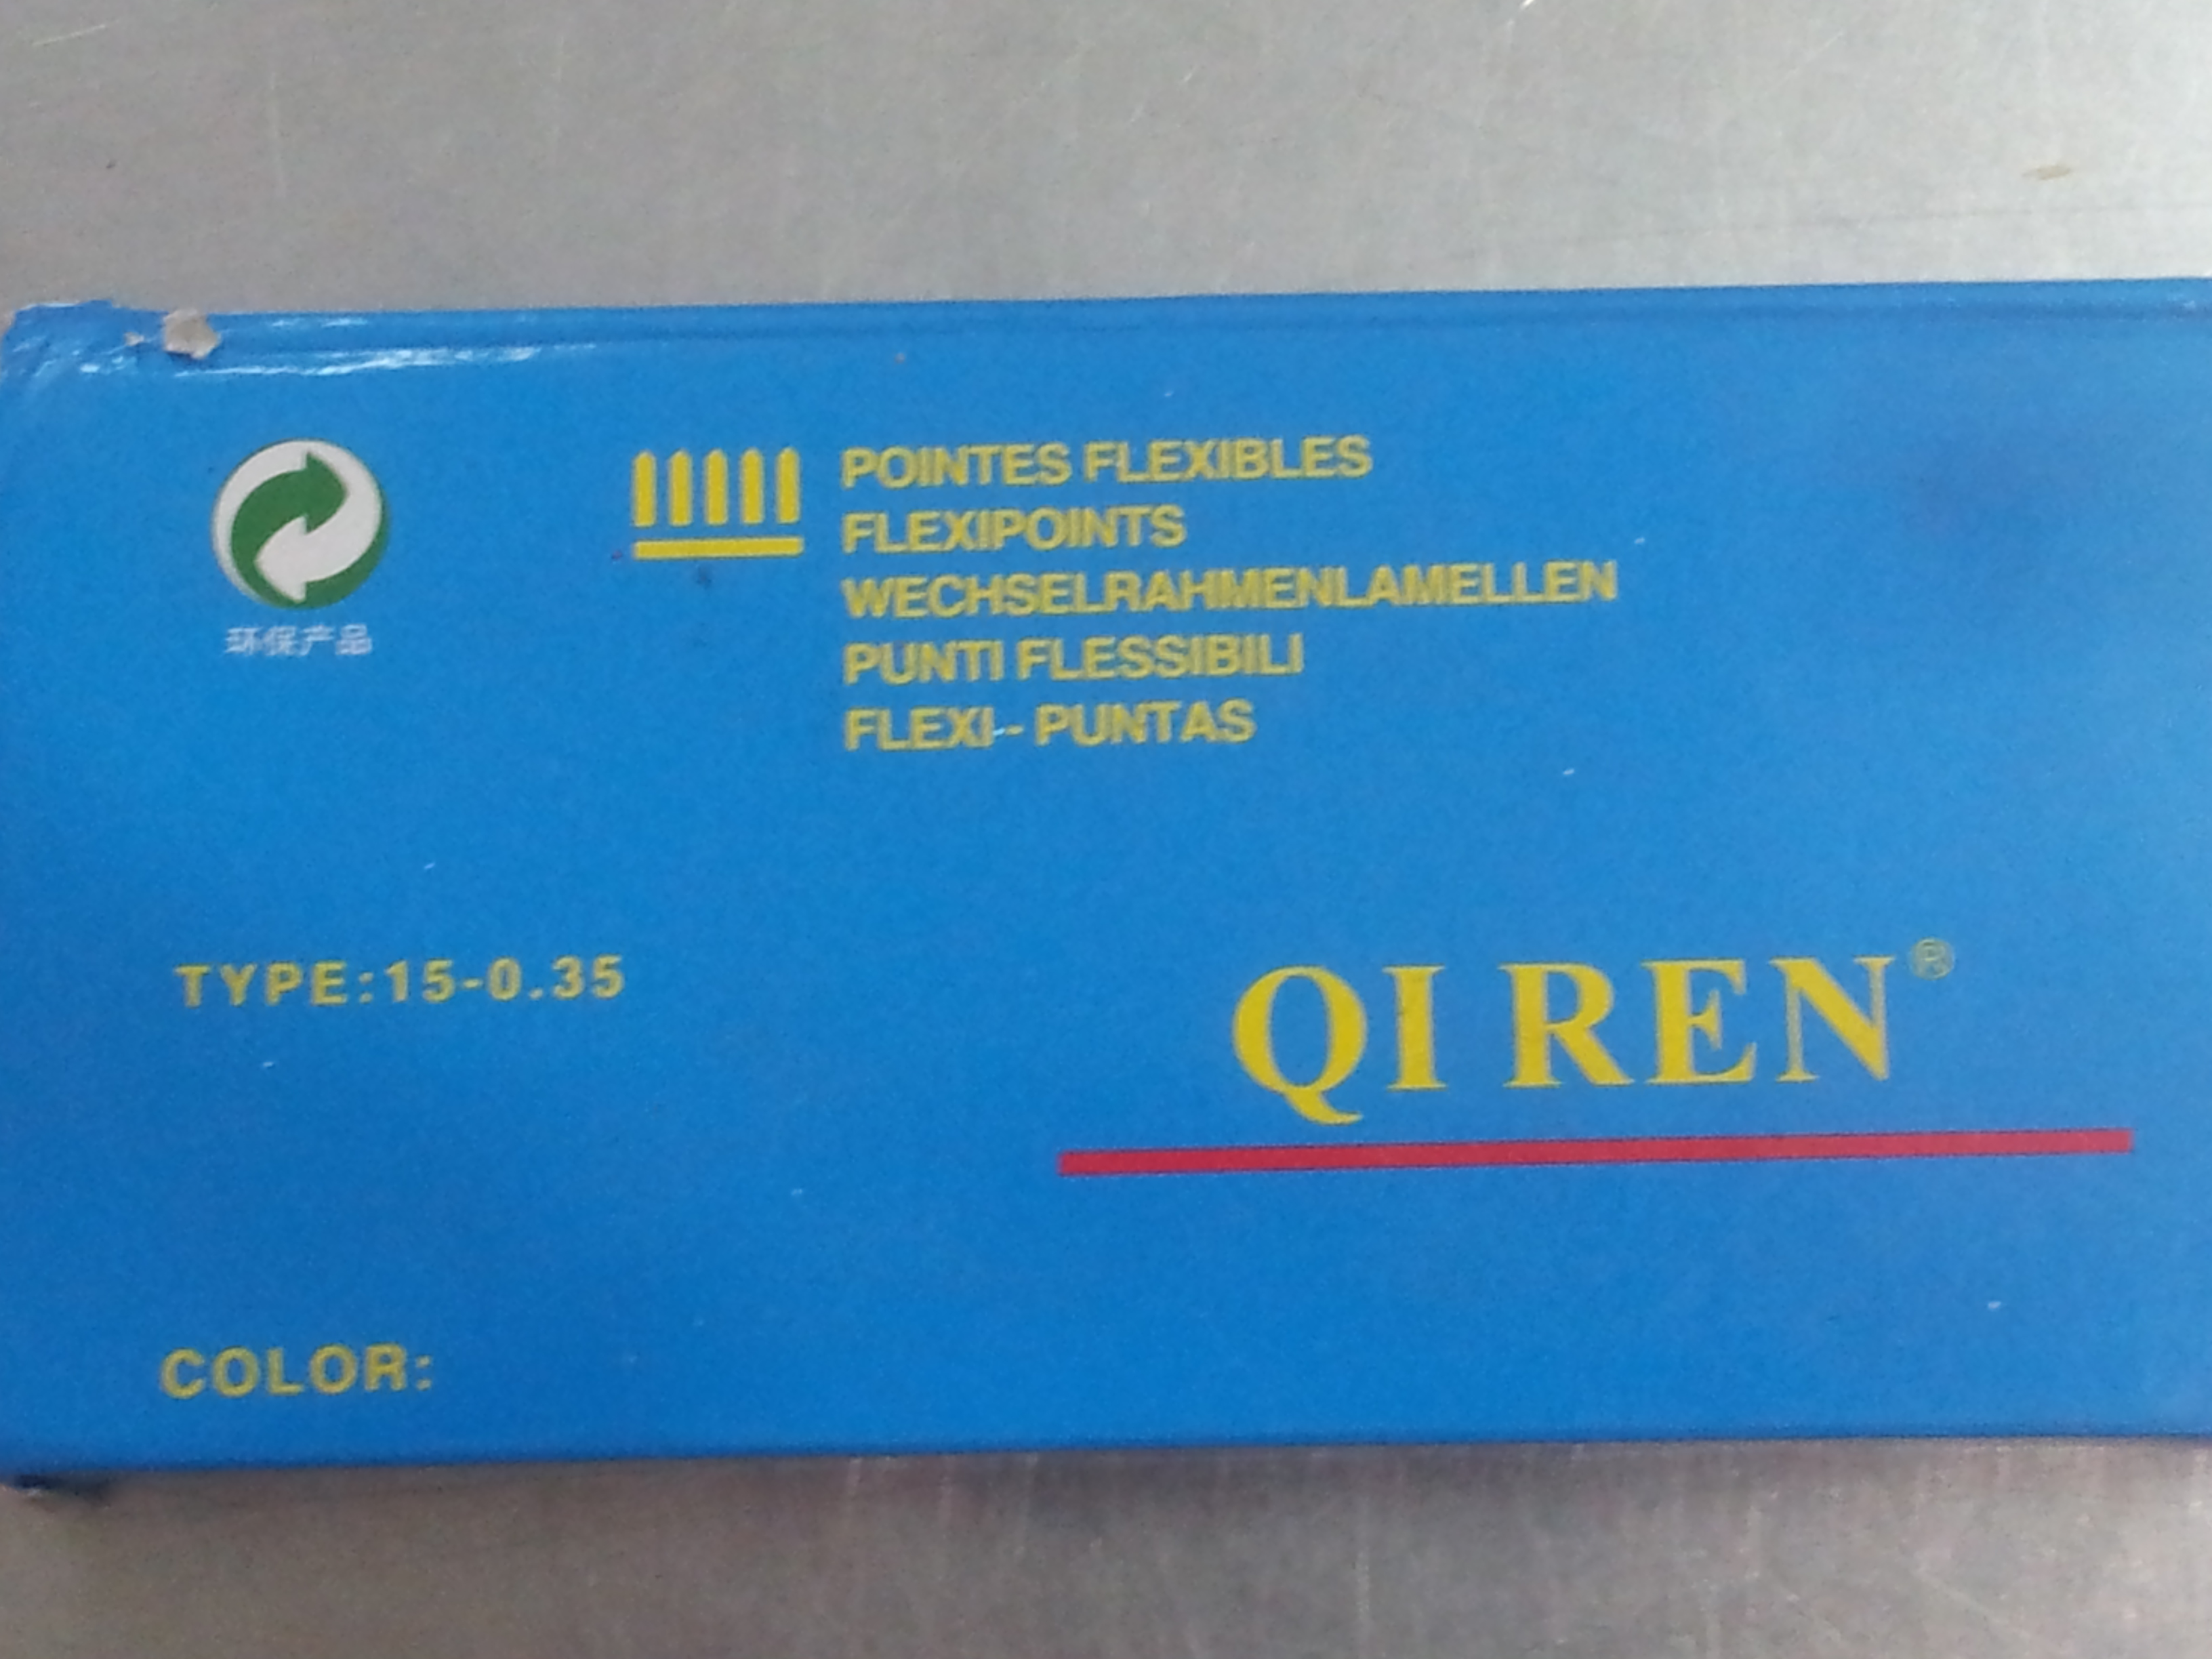 POINTES FLEXIBLES
FLEXIPOINTS
WECHSELRAHMENLAMELLEN
PUNTI FLESSIBILI
FLEXI-PUNTAS
环保产品
TYPE:15-0.35
QI REN®
COLOR: